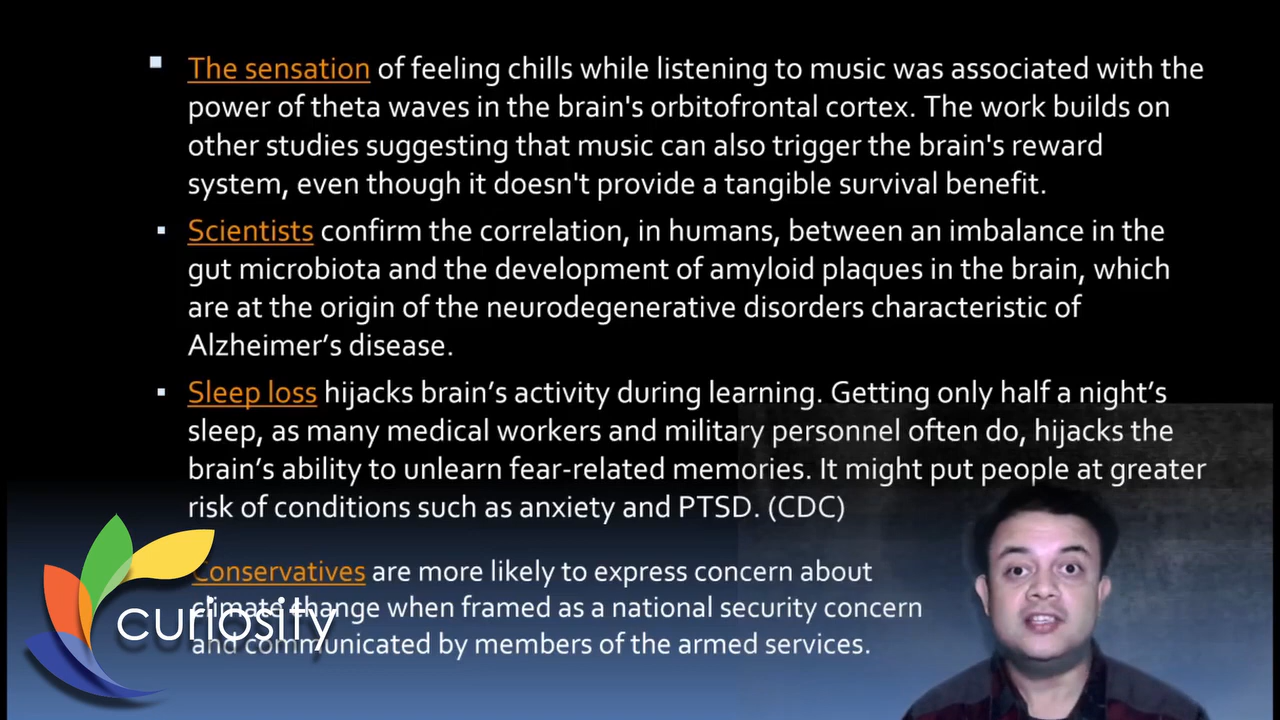 The sensation of feeling chills while listening to music was associated with the
power of theta waves in the brain's orbitofrontal cortex. The work builds on
other studies suggesting that music can also trigger the brain's reward
system, even though it doesn't provide a tangible survival benefit.
Scientists confirm the correlation, in humans, between an imbalance in the
gut microbiota and the development of amyloid plaques in the brain, which
are at the origin of the neurodegenerative disorders characteristic of
Alzheimer’s disease.
Sleep loss hijacks brain’s activity during learning. Getting only half a night’s
sleep, as many medical workers and military personnel often do, hijacks the
brain’s ability to unlearn fear-related memories. It might put people at greater
risk of conditions such as anxiety and PTSD. (CDC)
Conservatives are more likely to express concern about
climate change when framed as a national security concern
and communicated by members of the armed services.
curiosity